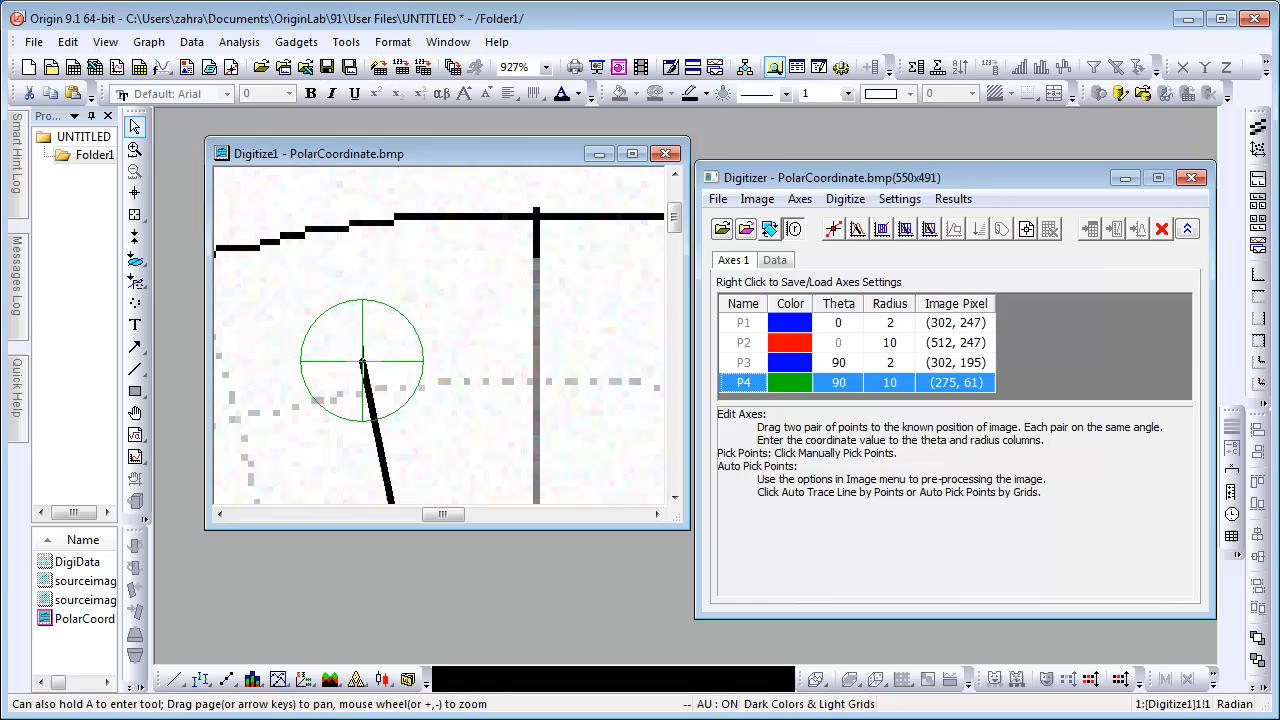 Origin 9.1 64-bit - C:\Users\zahra\Documents\OriginLab\91\User Files\UNTITLED * - /Folder1/
File Edit View Graph Data Analysis Gadgets Tools Format Window Help
927%
Default: Arial 0 B I U 1 0
Pro...
UNTITLED
Folder1
Smart Hint Log
Messages Log
Quick Help
Digitize1 - PolarCoordinate.bmp
Digitizer - PolarCoordinate.bmp(550x491)
File Image Axes Digitize Settings Results
Axes 1 Data
Right Click to Save/Load Axes Settings
Name Color Theta Radius Image Pixel
P1 0 2 (302, 247)
P2 0 10 (512, 247)
P3 90 2 (302, 195)
P4 90 10 (275, 61)
Edit Axes:
Drag two pair of points to the known position of image. Each pair on the same angle.
Enter the coordinate value to the theta and radius columns.
Pick Points: Click Manually Pick Points.
Auto Pick Points:
Use the options in Image menu to pre-processing the image.
Click Auto Trace Line by Points or Auto Pick Points by Grids.
Name
DigiData
sourceimag
sourceimag
PolarCoord
Can also hold A to enter tool; Drag page(or arrow keys) to pan, mouse wheel(or +,-) to zoom -- AU : ON Dark Colors & Light Grids 1:[Digitize1]1!1 Radian